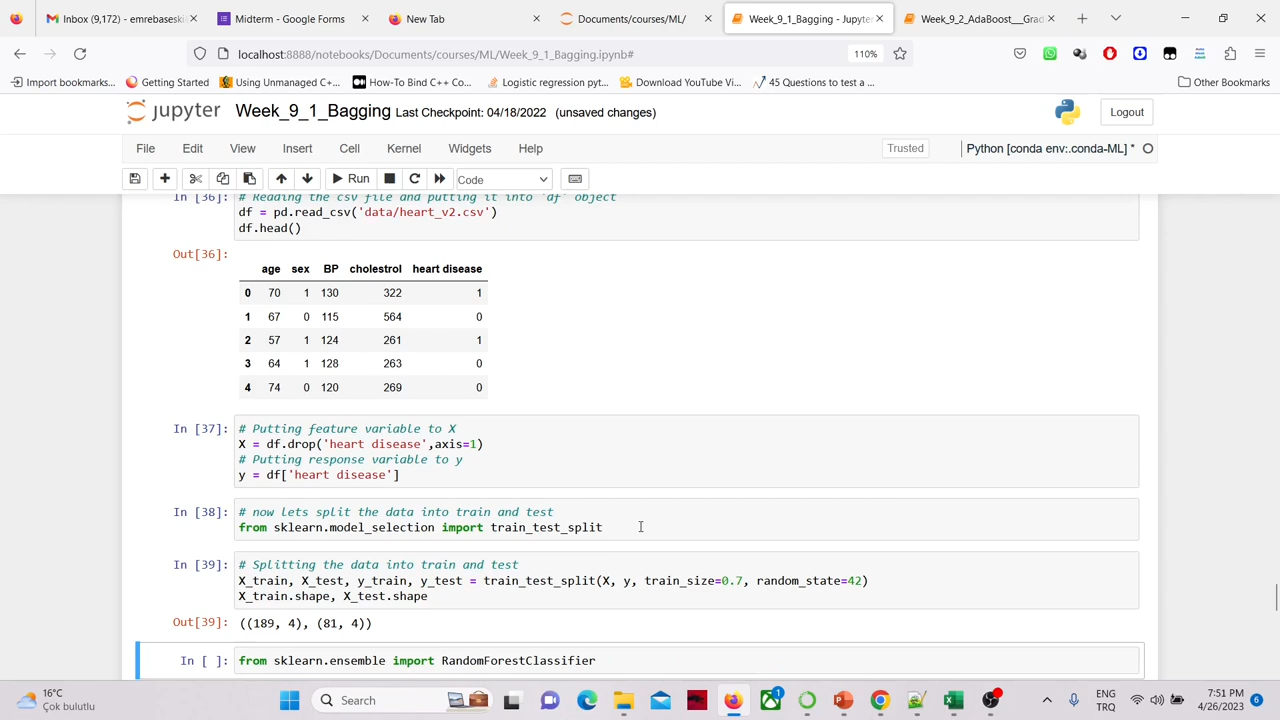 Inbox (9,172) - emrebaseski
Midterm - Google Forms
New Tab
Documents/courses/ML/
Week_9_1_Bagging - Jupyter
Week_9_2_AdaBoost__Grad
localhost:8888/notebooks/Documents/courses/ML/Week_9_1_Bagging.ipynb#
110%
Import bookmarks...
Getting Started
Using Unmanaged C+...
How-To Bind C++ Co...
Logistic regression pyt...
Download YouTube Vi...
45 Questions to test a ...
Other Bookmarks
jupyter
Week_9_1_Bagging Last Checkpoint: 04/18/2022 (unsaved changes)
Logout
File Edit View Insert Cell Kernel Widgets Help
Trusted
Python [conda env:.conda-ML] *
Run
Code
In [36]: # Reading the csv file and putting it into 'df' object
df = pd.read_csv('data/heart_v2.csv')
df.head()
Out[36]:
age sex BP cholestrol heart disease
0 70 1 130 322 1
1 67 0 115 564 0
2 57 1 124 261 1
3 64 1 128 263 0
4 74 0 120 269 0
In [37]: # Putting feature variable to X
X = df.drop('heart disease',axis=1)
# Putting response variable to y
y = df['heart disease']
In [38]: # now lets split the data into train and test
from sklearn.model_selection import train_test_split
In [39]: # Splitting the data into train and test
X_train, X_test, y_train, y_test = train_test_split(X, y, train_size=0.7, random_state=42)
X_train.shape, X_test.shape
Out[39]: ((189, 4), (81, 4))
In [ ]: from sklearn.ensemble import RandomForestClassifier
16°C
Çok bulutlu
Search
1
ENG
TRQ
7:51 PM
4/26/2023
6